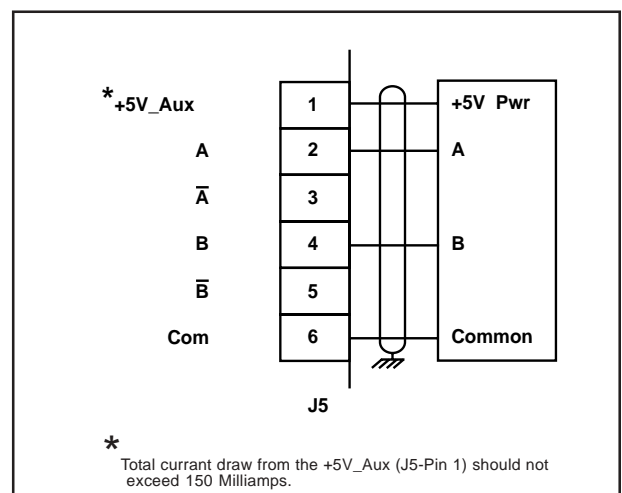 *+5V_Aux 1 +5V Pwr
A 2 A
A̅ 3
B 4 B
B̅ 5
Com 6 Common
J5
*
Total currant draw from the +5V_Aux (J5-Pin 1) should not
exceed 150 Milliamps.